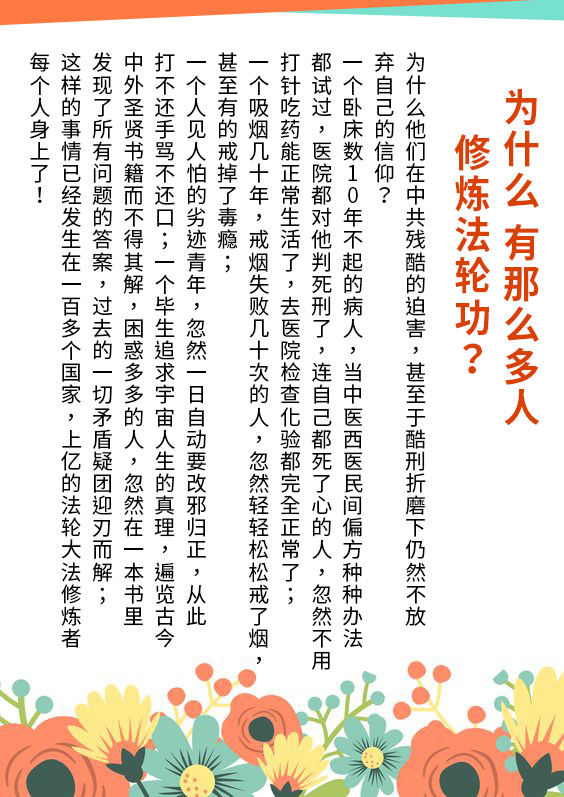 为什么 有那么多人
修炼法轮功？
为什么他们在中共残酷的迫害，甚至于酷刑折磨下仍然不放
弃自己的信仰？
一个卧床数10年不起的病人，当中医西医民间偏方种种办法
都试过，医院都对他判死刑了，连自己都死了心的人，忽然不用
打针吃药能正常生活了，去医院检查化验都完全正常了；
一个吸烟几十年，戒烟失败几十次的人，忽然轻轻松松戒了烟，
甚至有的戒掉了毒瘾；
一个人见人怕的劣迹青年，忽然一日自动要改邪归正，从此
打不还手骂不还口；一个毕生追求宇宙人生的真理，遍览古今
中外圣贤书籍而不得其解，困惑多多的人，忽然在一本书里
发现了所有问题的答案，过去的一切矛盾疑团迎刃而解；
这样的事情已经发生在一百多个国家，上亿的法轮大法修炼者
每个人身上了！